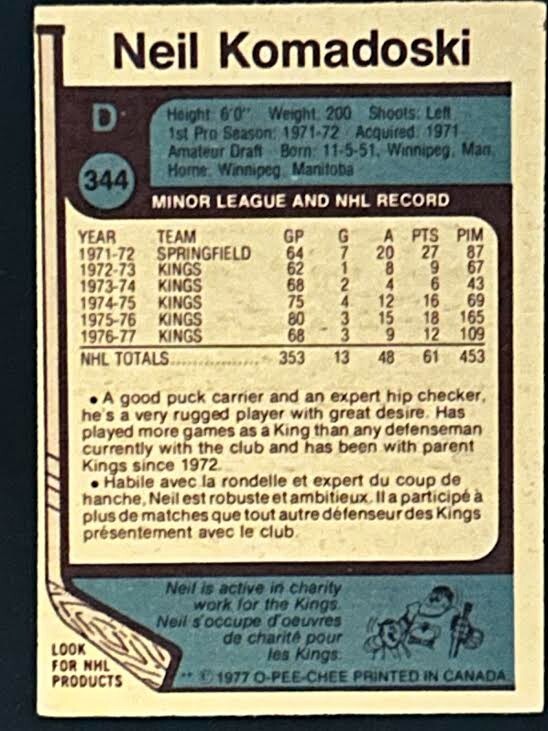 Neil Komadoski
D
Height: 6'0" Weight: 200 Shoots: Left
1st Pro Season: 1971-72 Acquired: 1971
Amateur Draft Born: 11-5-51, Winnipeg, Man.
Home: Winnipeg, Manitoba
344
MINOR LEAGUE AND NHL RECORD
YEAR TEAM GP G A PTS PIM
1971-72 SPRINGFIELD 64 7 20 27 87
1972-73 KINGS 62 1 8 9 67
1973-74 KINGS 68 2 4 6 43
1974-75 KINGS 75 4 12 16 69
1975-76 KINGS 80 3 15 18 165
1976-77 KINGS 68 3 9 12 109
NHL TOTALS.................. 353 13 48 61 453
• A good puck carrier and an expert hip checker,
he's a very rugged player with great desire. Has
played more games as a King than any defenseman
currently with the club and has been with parent
Kings since 1972.
• Habile avec la rondelle et expert du coup de
hanche, Neil est robuste et ambitieux. Il a participé à
plus de matches que tout autre défenseur des Kings
présentement avec le club.
Neil is active in charity
work for the Kings.
Neil s'occupe d'oeuvres
de charité pour
les Kings.
LOOK
FOR NHL
PRODUCTS
** © 1977 O-PEE-CHEE PRINTED IN CANADA